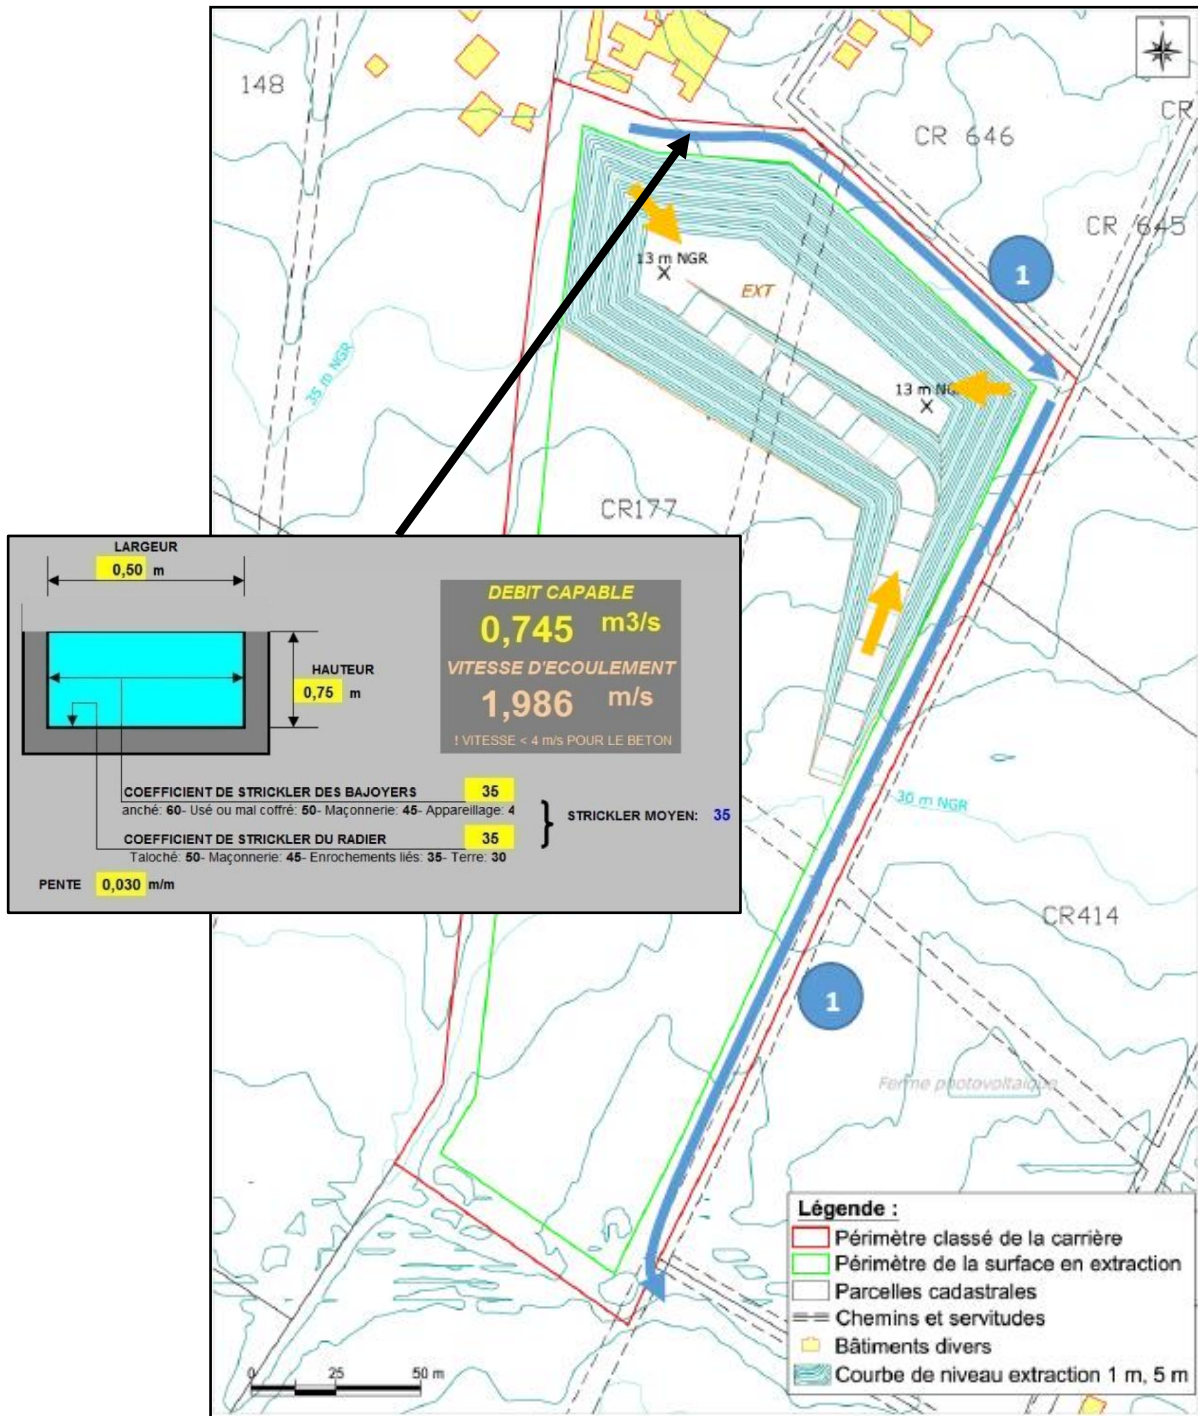 148
CR
CR 646
CR 645
1
13 m NGR
EXT
35 m NGR
13 m
CR177
LARGEUR
0,50 m
HAUTEUR
0,75 m
DEBIT CAPABLE
0,745 m3/s
VITESSE D'ECOULEMENT
1,986 m/s
! VITESSE < 4 m/s POUR LE BETON
COEFFICIENT DE STRICKLER DES BAJOYERS 35
anché: 60- Usé ou mal coffré: 50- Maçonnerie: 45- Appareillage: 4
STRICKLER MOYEN: 35
COEFFICIENT DE STRICKLER DU RADIER 35
Taloché: 50- Maçonnerie: 45- Enrochements liés: 35- Terre: 30
PENTE 0,030 m/m
30 m NGR
CR414
1
Ferme photovoltaïque
Légende :
Périmètre classé de la carrière
Périmètre de la surface en extraction
Parcelles cadastrales
Chemins et servitudes
Bâtiments divers
Courbe de niveau extraction 1 m, 5 m
0 25 50 m